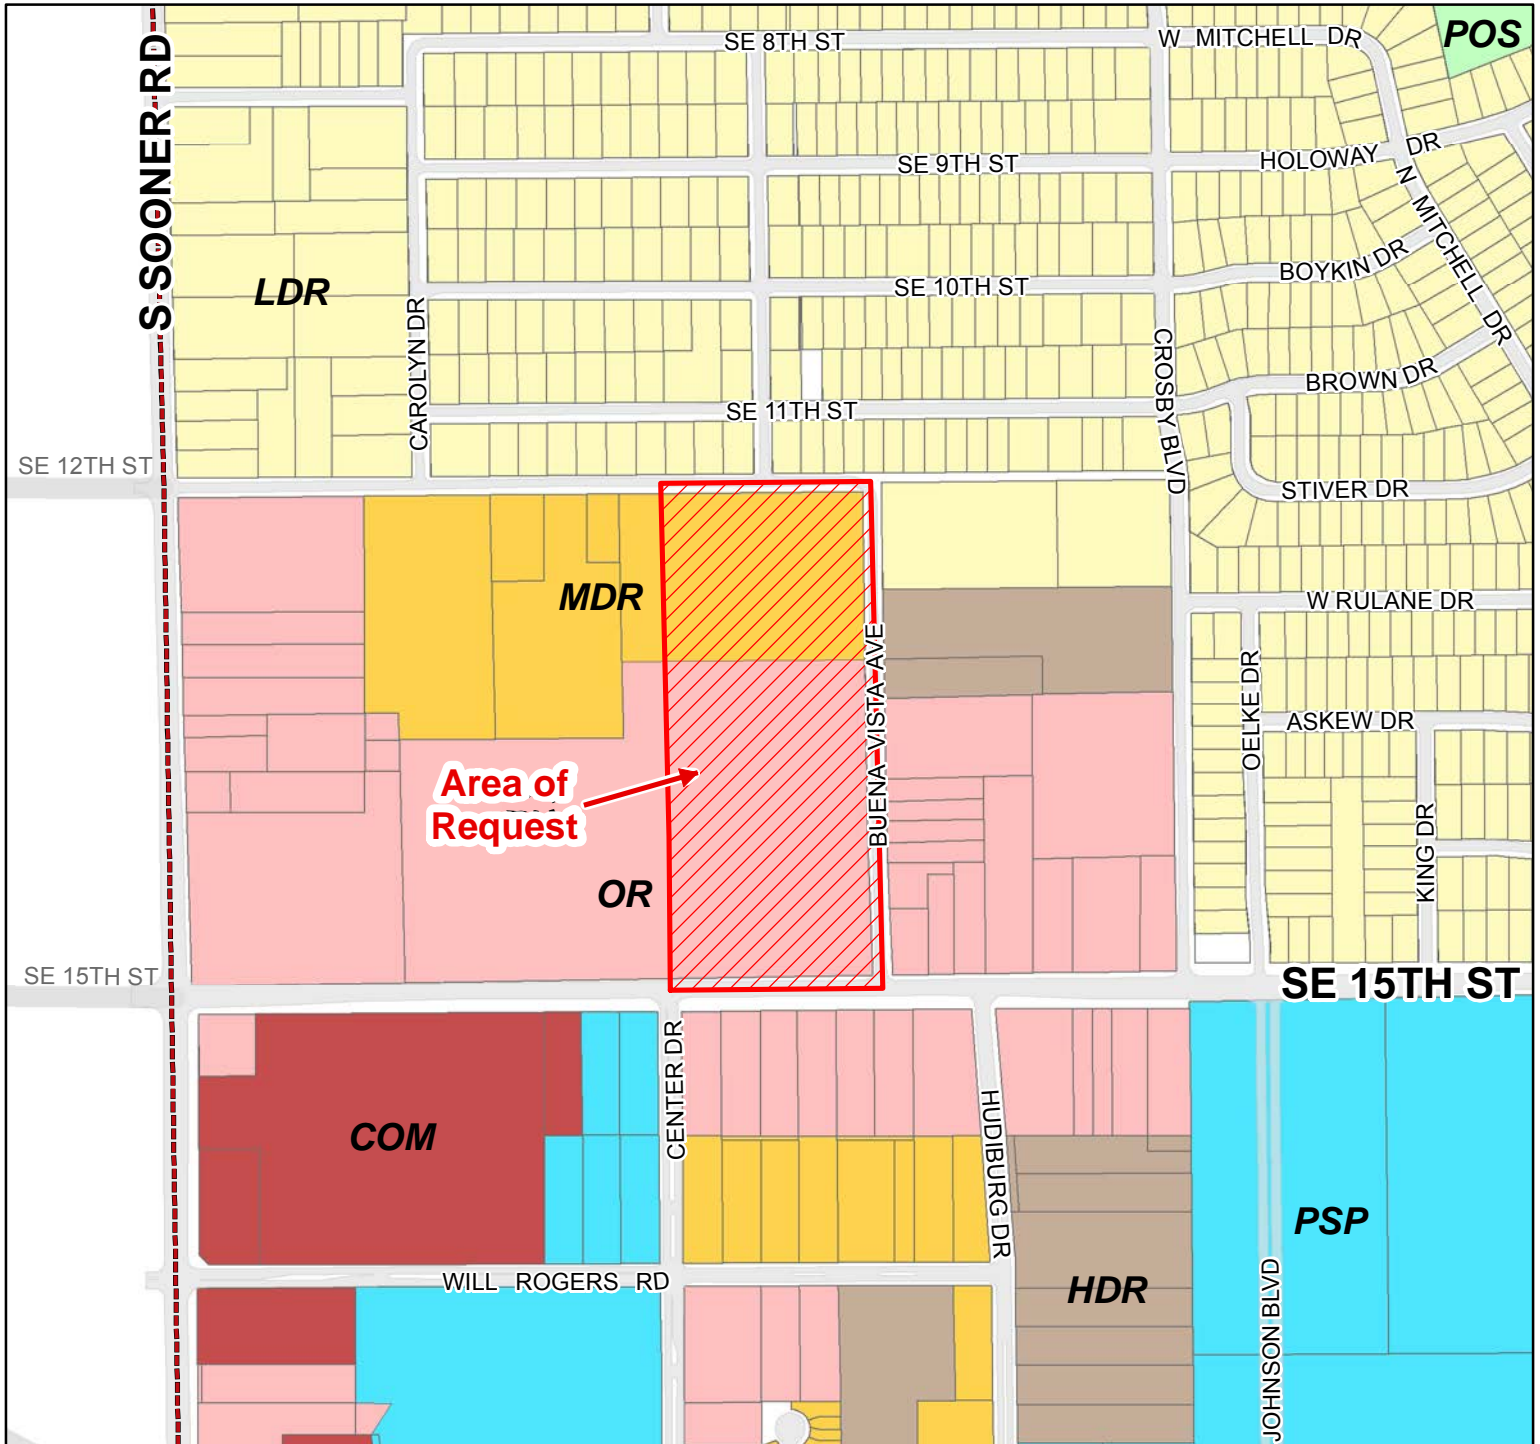 POS
SE 8TH ST
W MITCHELL DR
S SOONER RD
SE 9TH ST
HOLOWAY DR
N MITCHELL DR
BOYKIN DR
SE 10TH ST
LDR
CAROLYN DR
CROSBY BLVD
BROWN DR
SE 11TH ST
SE 12TH ST
STIVER DR
MDR
W RULANE DR
BUENA VISTA AVE
OELKE DR
ASKEW DR
Area of
Request
KING DR
OR
SE 15TH ST
SE 15TH ST
CENTER DR
HUDIBURG DR
COM
PSP
WILL ROGERS RD
HDR
JOHNSON BLVD